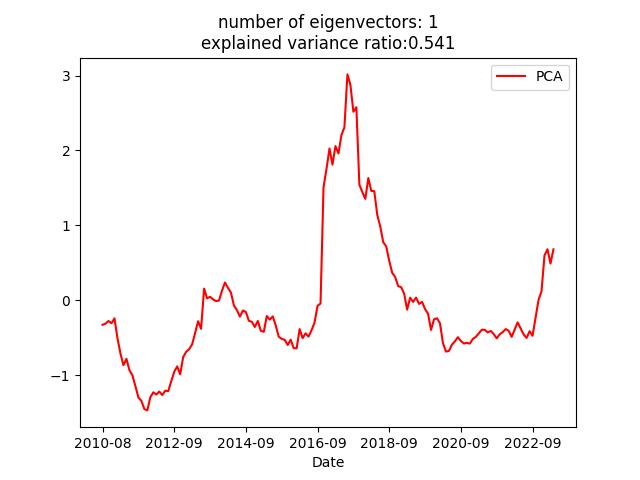 number of eigenvectors: 1
explained variance ratio:0.541
PCA
3
2
1
0
−1
2010-08 2012-09 2014-09 2016-09 2018-09 2020-09 2022-09
Date